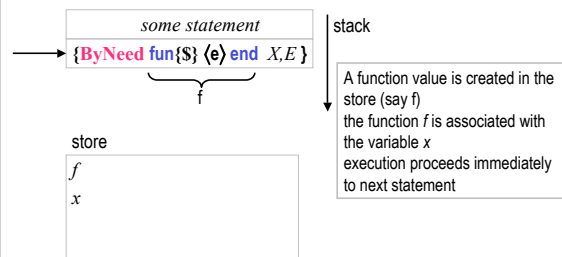 some statement
stack
{ByNeed fun{$} ⟨e⟩ end X,E }
f
A function value is created in the
store (say f)
the function f is associated with
the variable x
execution proceeds immediately
to next statement
store
f
x